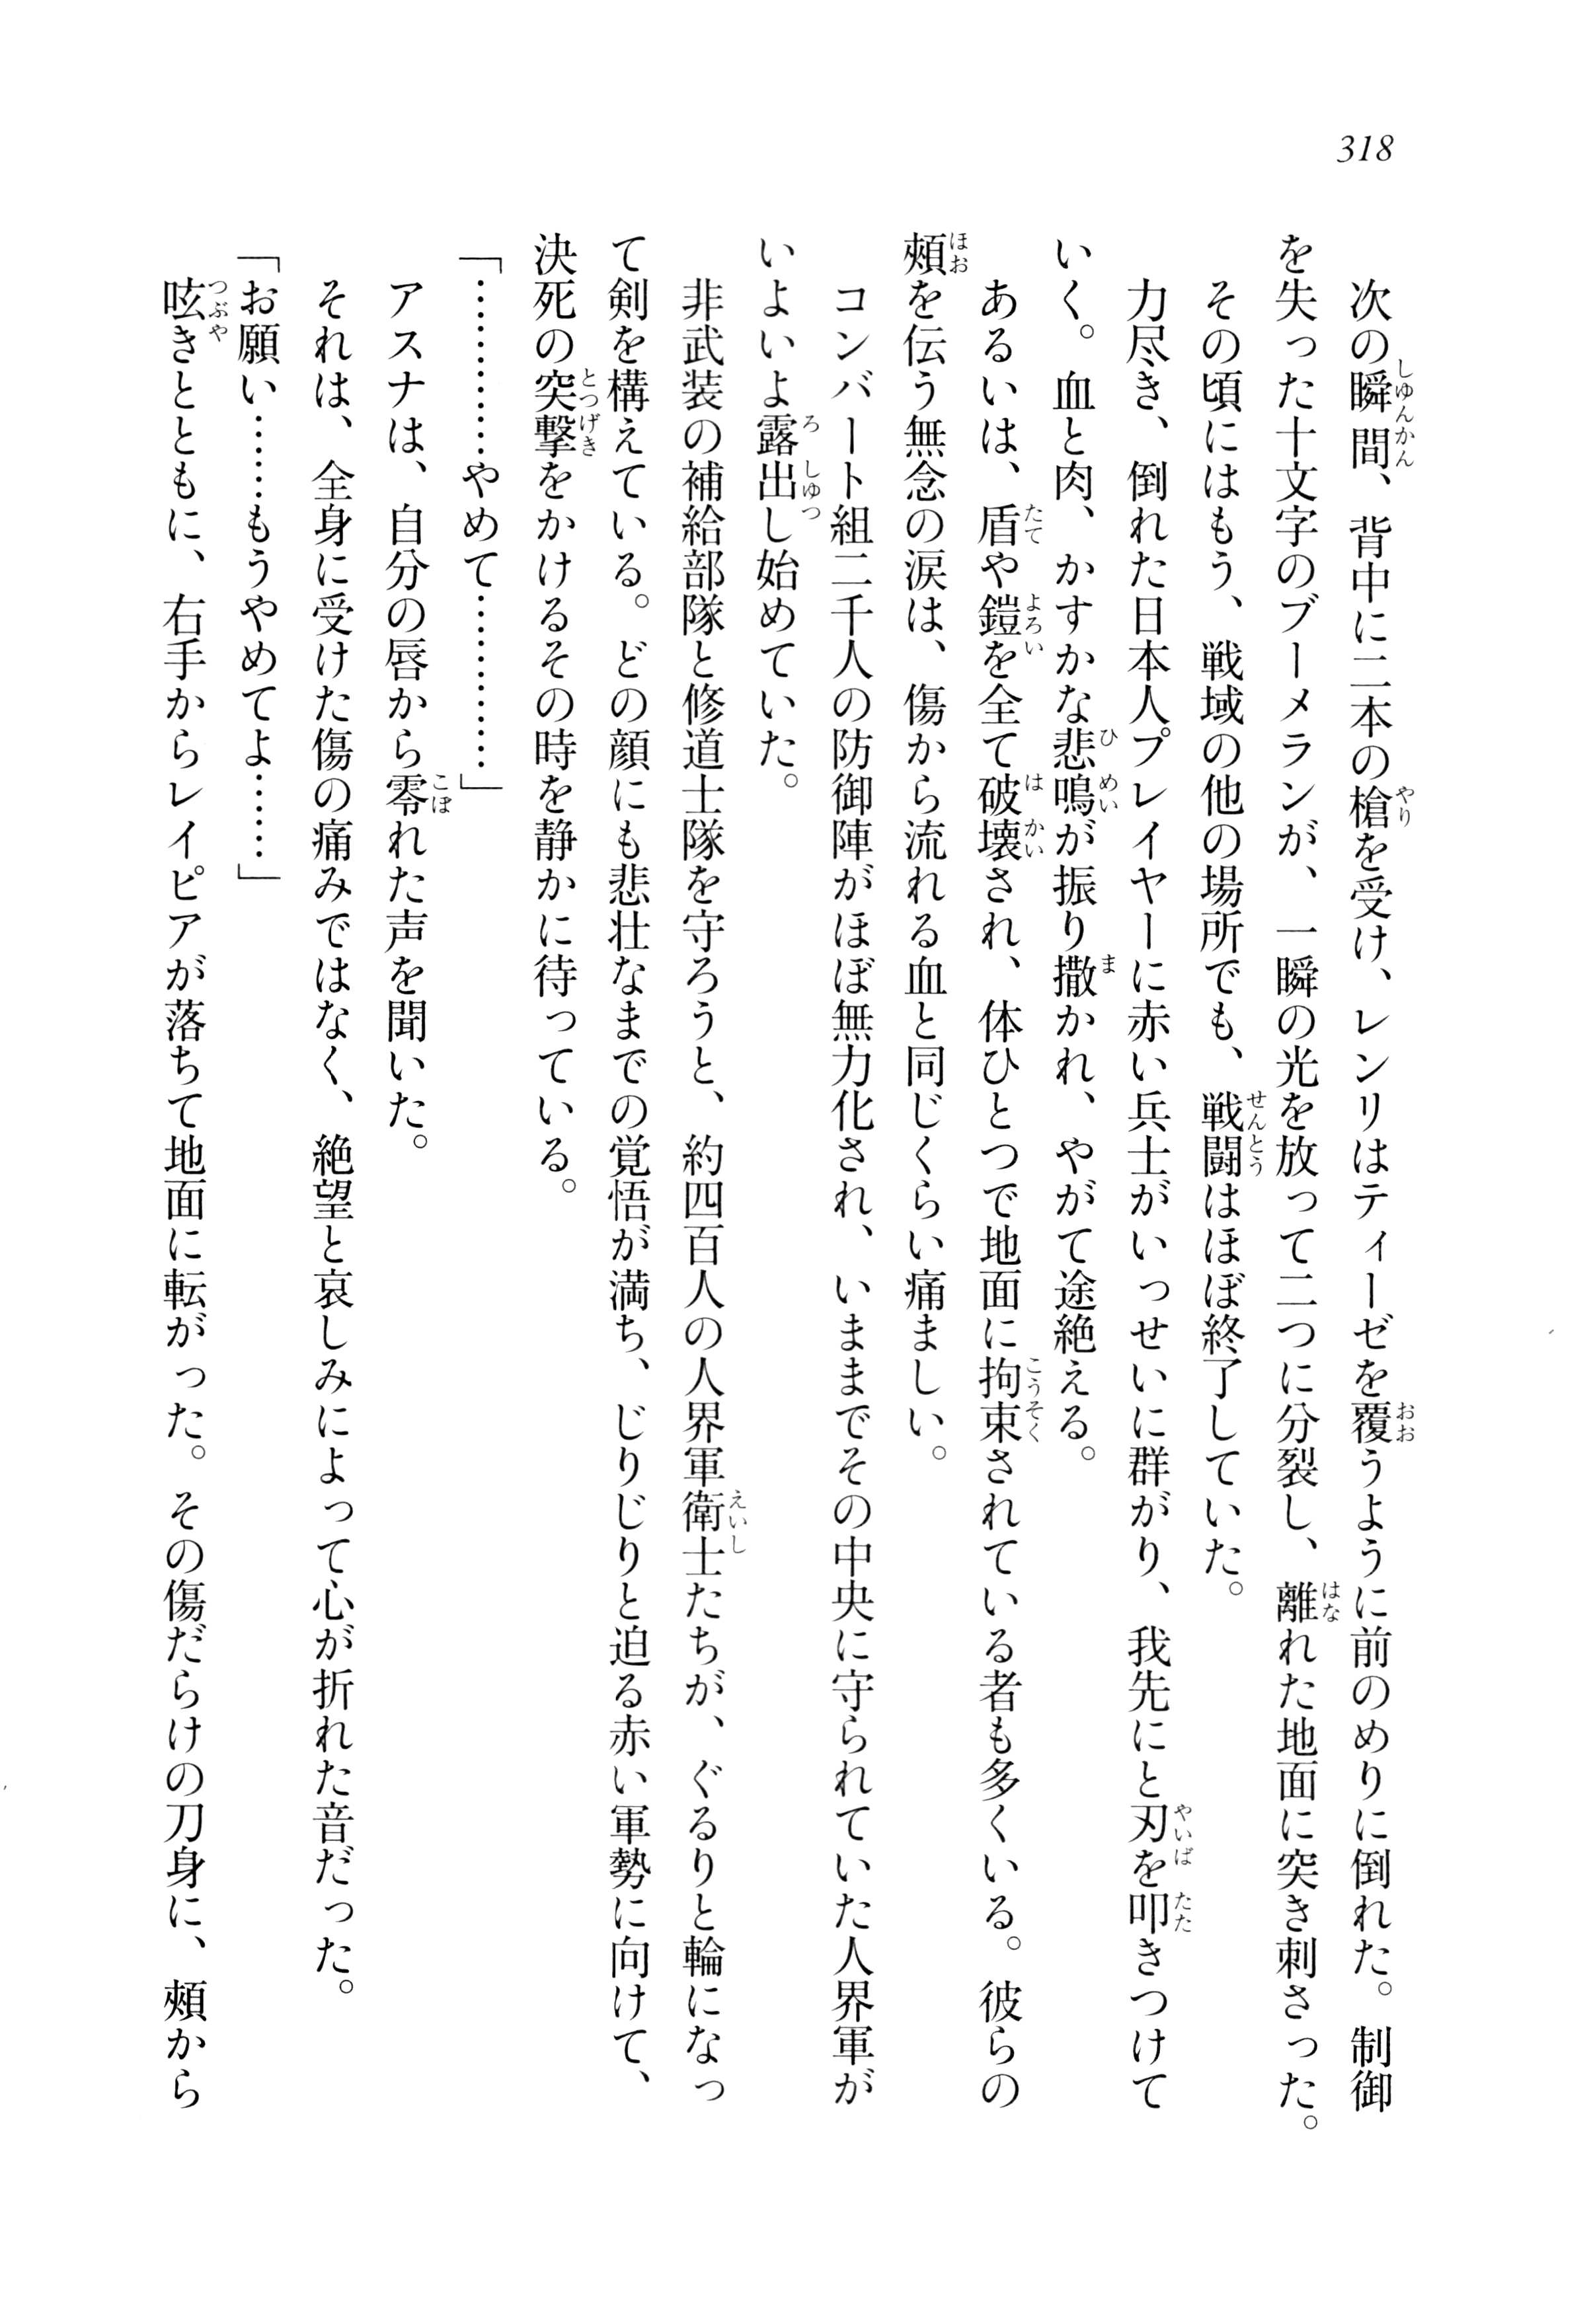 318
次の瞬間、背中に二本の槍を受け、レンリはティーゼを覆うように前のめりに倒れた。制御
を失った十文字のブーメランが、一瞬の光を放って二つに分裂し、離れた地面に突き刺さった。
その頃にはもう、戦域の他の場所でも、戦闘はほぼ終了していた。
力尽き、倒れた日本人プレイヤーに赤い兵士がいっせいに群がり、我先にと刃を叩きつけて
いく。血と肉、かすかな悲鳴が振り撒かれ、やがて途絶える。
あるいは、盾や鎧を全て破壊され、体ひとつで地面に拘束されている者も多くいる。彼らの
頰を伝う無念の涙は、傷から流れる血と同じくらい痛ましい。
コンバート組二千人の防御陣がほぼ無力化され、いままでその中央に守られていた人界軍が
いよいよ露出し始めていた。
非武装の補給部隊と修道士隊を守ろうと、約四百人の人界軍衛士たちが、ぐるりと輪になっ
て剣を構えている。どの顔にも悲壮なまでの覚悟が満ち、じりじりと迫る赤い軍勢に向けて、
決死の突撃をかけるその時を静かに待っている。
「…………やめて…………」
アスナは、自分の唇から零れた声を聞いた。
それは、全身に受けた傷の痛みではなく、絶望と哀しみによって心が折れた音だった。
「お願い……もうやめてよ……」
呟きとともに、右手からレイピアが落ちて地面に転がった。その傷だらけの刀身に、頰から